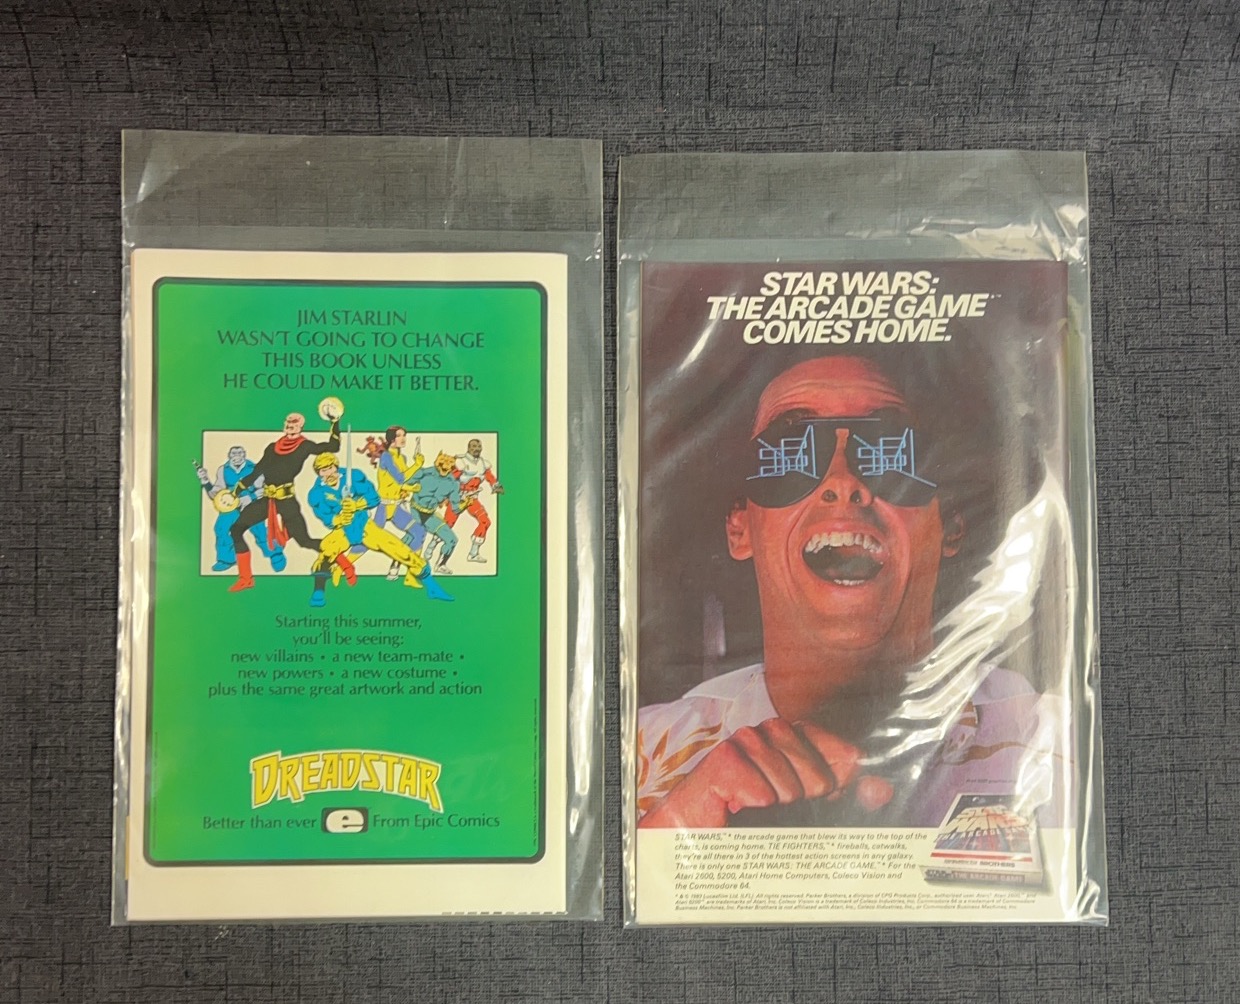 JIM STARLIN
WASN'T GOING TO CHANGE
THIS BOOK UNLESS
HE COULD MAKE IT BETTER.
Starting this summer,
you'll be seeing:
new villains • a new team-mate •
new powers • a new costume •
plus the same great artwork and action
DREADSTAR
Better than ever e From Epic Comics
STAR WARS:
THE ARCADE GAME™
COMES HOME.
STAR WARS,™* the arcade game that blew its way to the top of the
charts, is coming home. TIE FIGHTERS,™* fireballs, catwalks,
they're all there in 3 of the hottest action screens in any galaxy.
There is only one STAR WARS: THE ARCADE GAME.™* For the
Atari 2600, 5200, Atari Home Computers, Coleco Vision and
the Commodore 64.
THE ARCADE GAME
PARKER BROTHERS